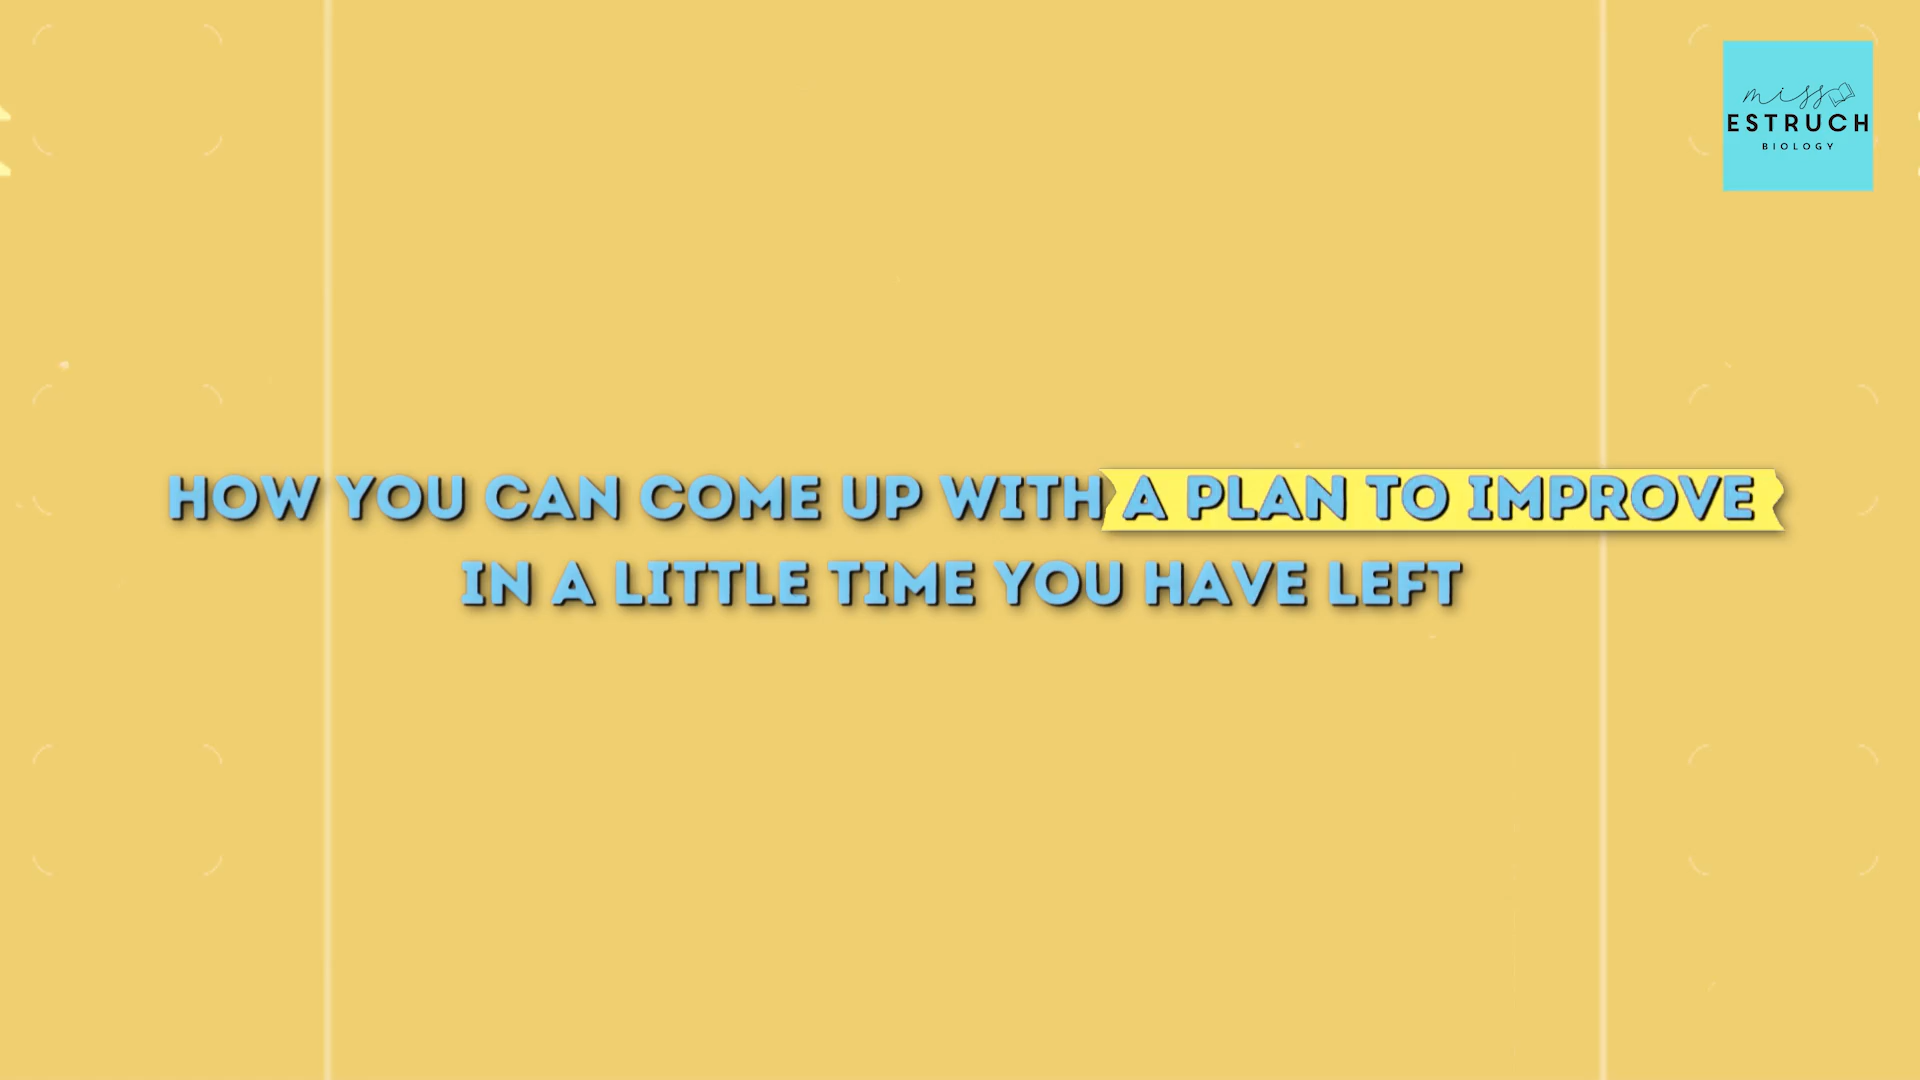 miss
ESTRUCH
BIOLOGY
HOW YOU CAN COME UP WITH A PLAN TO IMPROVE
IN A LITTLE TIME YOU HAVE LEFT